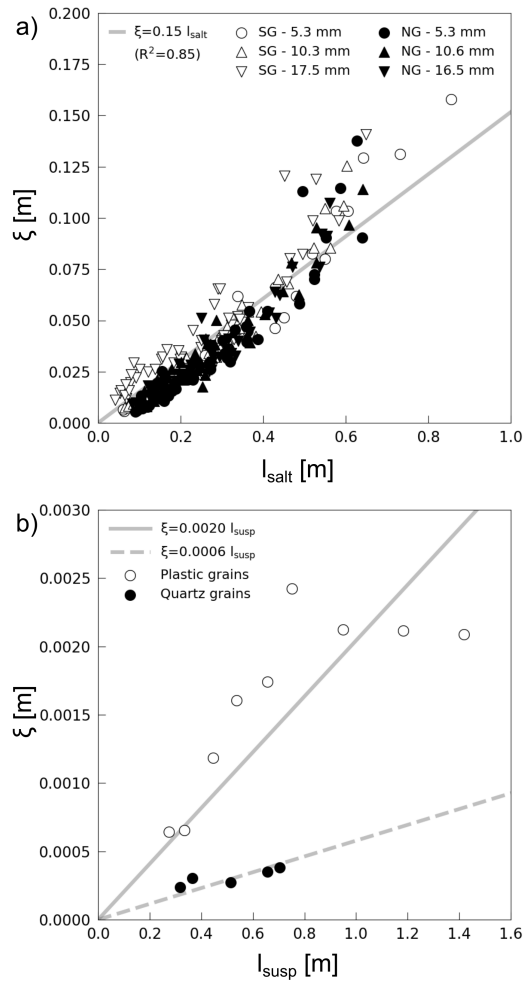 a)
ξ=0.15 l_salt
(R²=0.85)
SG - 5.3 mm
SG - 10.3 mm
SG - 17.5 mm
NG - 5.3 mm
NG - 10.6 mm
NG - 16.5 mm
0.200
0.175
0.150
0.125
0.100
0.075
0.050
0.025
0.000
ξ [m]
0.0 0.2 0.4 0.6 0.8 1.0
l_salt [m]
b)
ξ=0.0020 l_susp
ξ=0.0006 l_susp
Plastic grains
Quartz grains
0.0030
0.0025
0.0020
0.0015
0.0010
0.0005
0.0000
ξ [m]
0.0 0.2 0.4 0.6 0.8 1.0 1.2 1.4 1.6
l_susp [m]